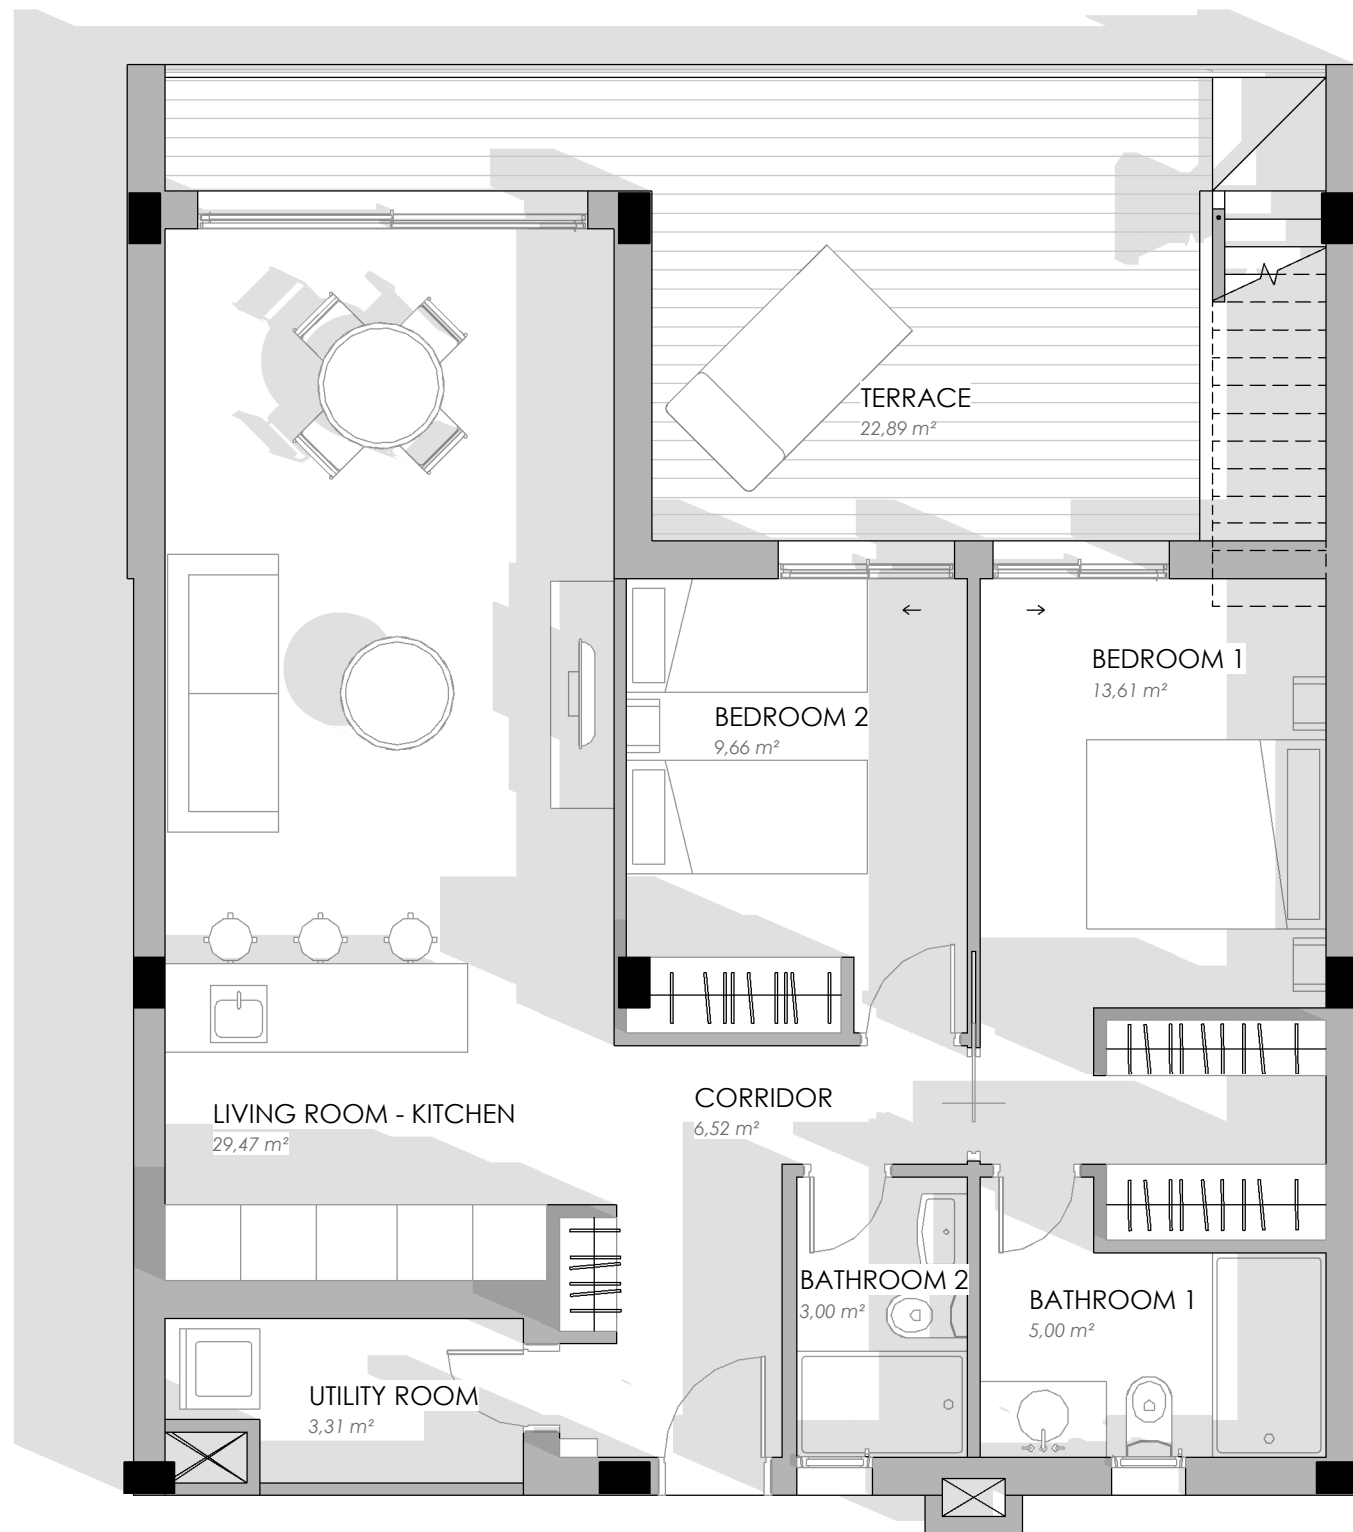 TERRACE
22,89 m²
BEDROOM 1
13,61 m²
BEDROOM 2
9,66 m²
LIVING ROOM - KITCHEN
29,47 m²
CORRIDOR
6,52 m²
BATHROOM 2
3,00 m²
BATHROOM 1
5,00 m²
UTILITY ROOM
3,31 m²